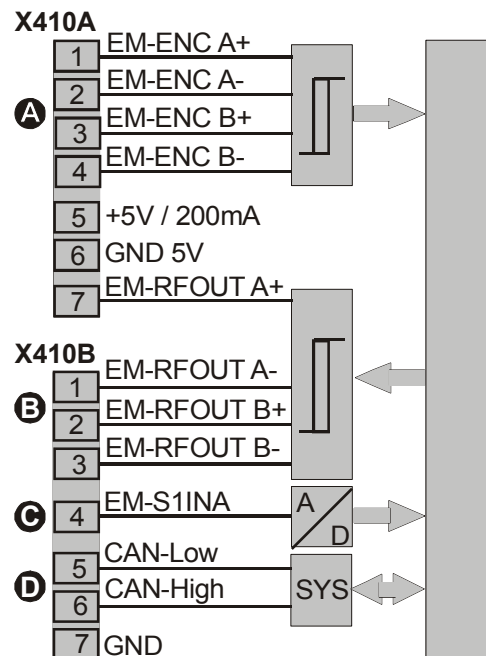 X410A
1 EM-ENC A+
2 EM-ENC A-
A
3 EM-ENC B+
4 EM-ENC B-
5 +5V / 200mA
6 GND 5V
7 EM-RFOUT A+
X410B
1 EM-RFOUT A-
B
2 EM-RFOUT B+
3 EM-RFOUT B-
C 4 EM-S1INA A D
5 CAN-Low
D SYS
6 CAN-High
7 GND